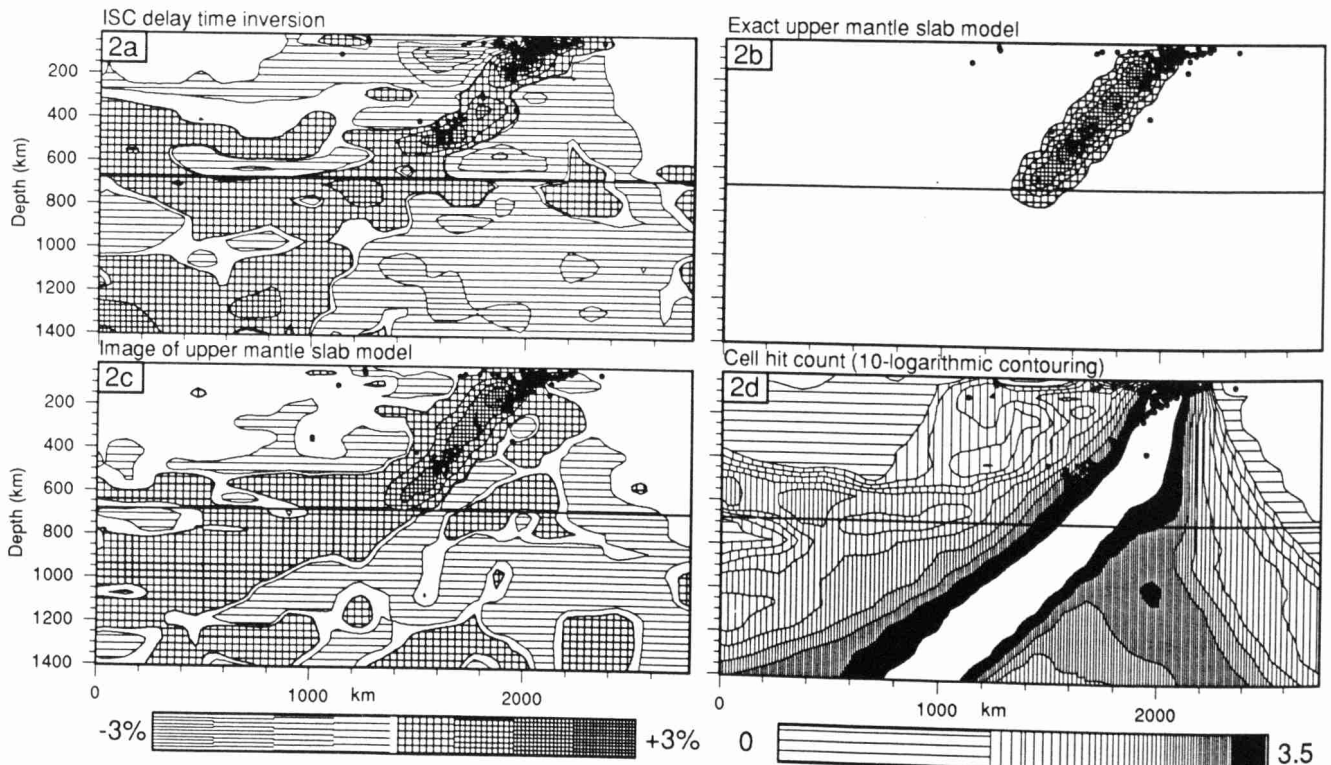 ISC delay time inversion
2a
Depth (km)
200
400
600
800
1000
1200
1400
Exact upper mantle slab model
2b
Image of upper mantle slab model
2c
Depth (km)
200
400
600
800
1000
1200
1400
0
1000
km
2000
-3%
+3%
Cell hit count (10-logarithmic contouring)
2d
0
1000
km
2000
0
3.5